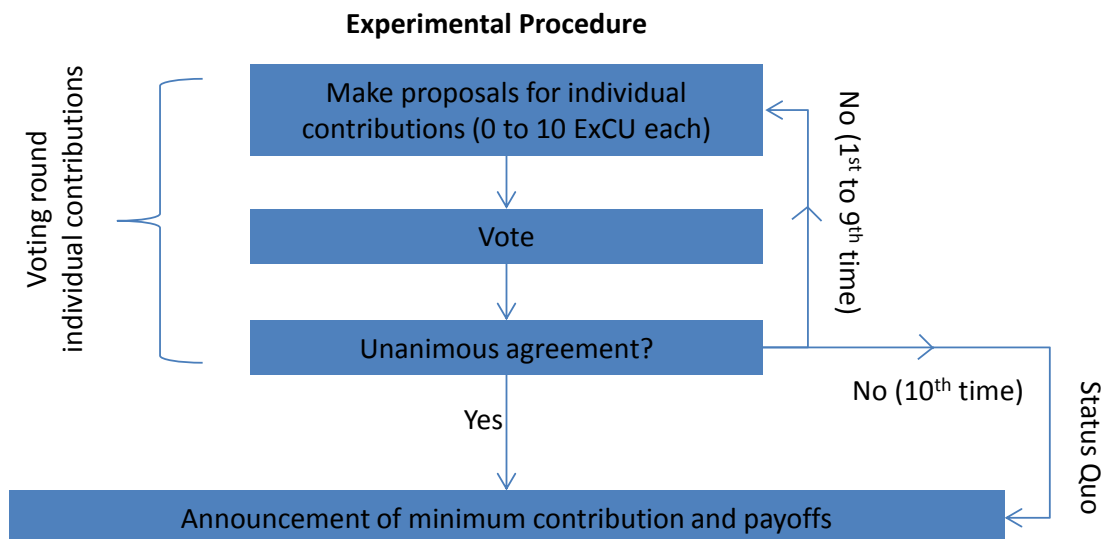 Experimental Procedure
Voting round
individual contributions
Make proposals for individual
contributions (0 to 10 ExCU each)
Vote
Unanimous agreement?
No (1st to 9th
time)
No (10th time)
Status Quo
Yes
Announcement of minimum contribution and payoffs